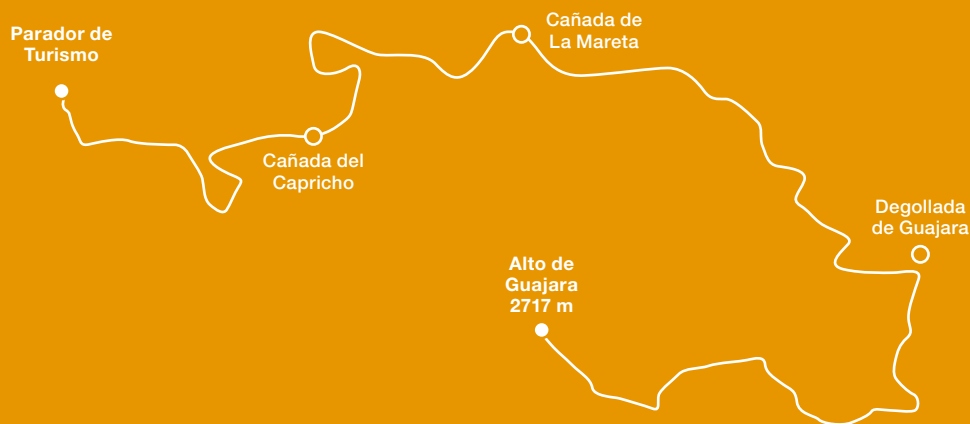 Parador de
Turismo
Cañada del
Capricho
Cañada de
La Mareta
Degollada
de Guajara
Alto de
Guajara
2717 m